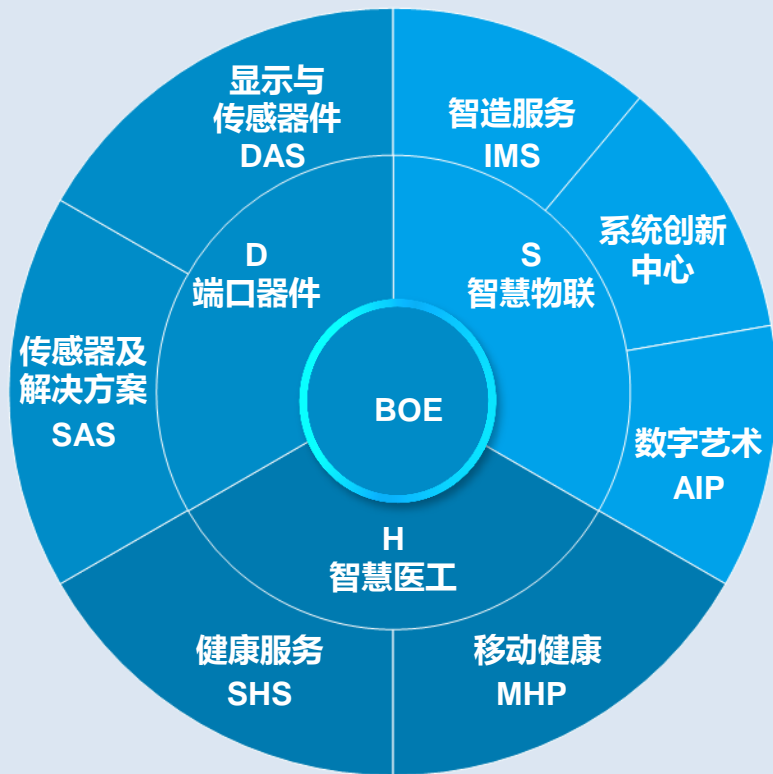 显示与
传感器件
DAS
智造服务
IMS
系统创新
中心
D
端口器件
S
智慧物联
传感器及
解决方案
SAS
BOE
数字艺术
AIP
H
智慧医工
健康服务
SHS
移动健康
MHP